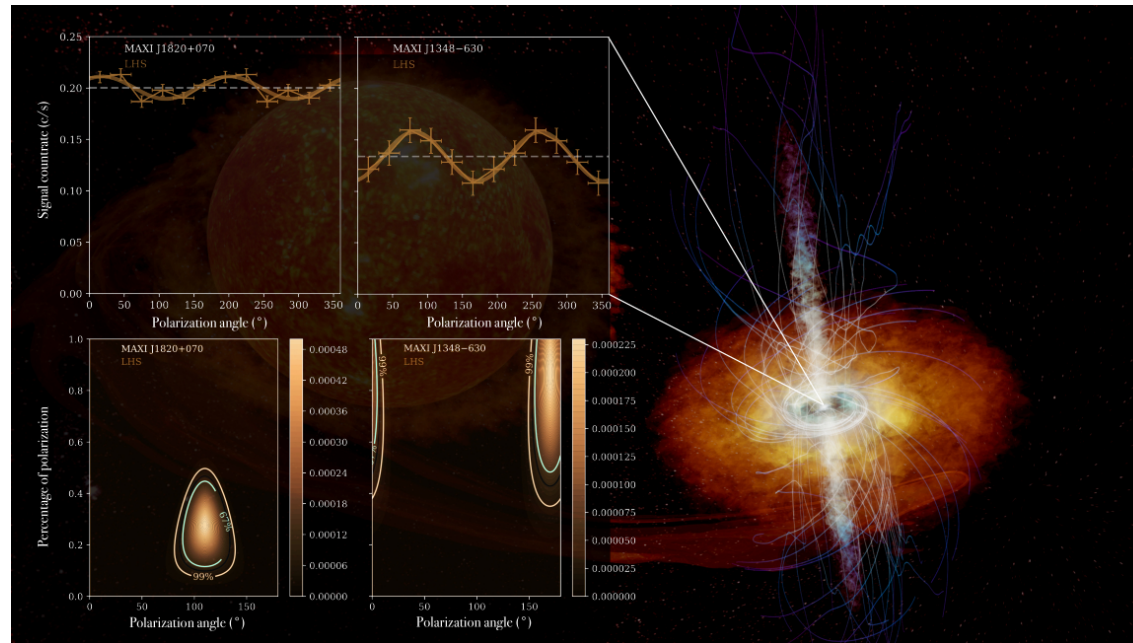 MAXI J1820+070
LHS
MAXI J1348−630
LHS
Signal countrate (c/s)
0.25
0.20
0.15
0.10
0.05
0.00
0 50 100 150 200 250 300 350
Polarization angle (°)
0 50 100 150 200 250 300 350
Polarization angle (°)
MAXI J1820+070
LHS
67%
99%
Percentage of polarization
1.0
0.8
0.6
0.4
0.2
0.0
0 50 100 150
Polarization angle (°)
0.00048
0.00042
0.00036
0.00030
0.00024
0.00018
0.00012
0.00006
0.00000
MAXI J1348−630
LHS
99%
99%
0 50 100 150
Polarization angle (°)
0.000225
0.000200
0.000175
0.000150
0.000125
0.000100
0.000075
0.000050
0.000025
0.000000